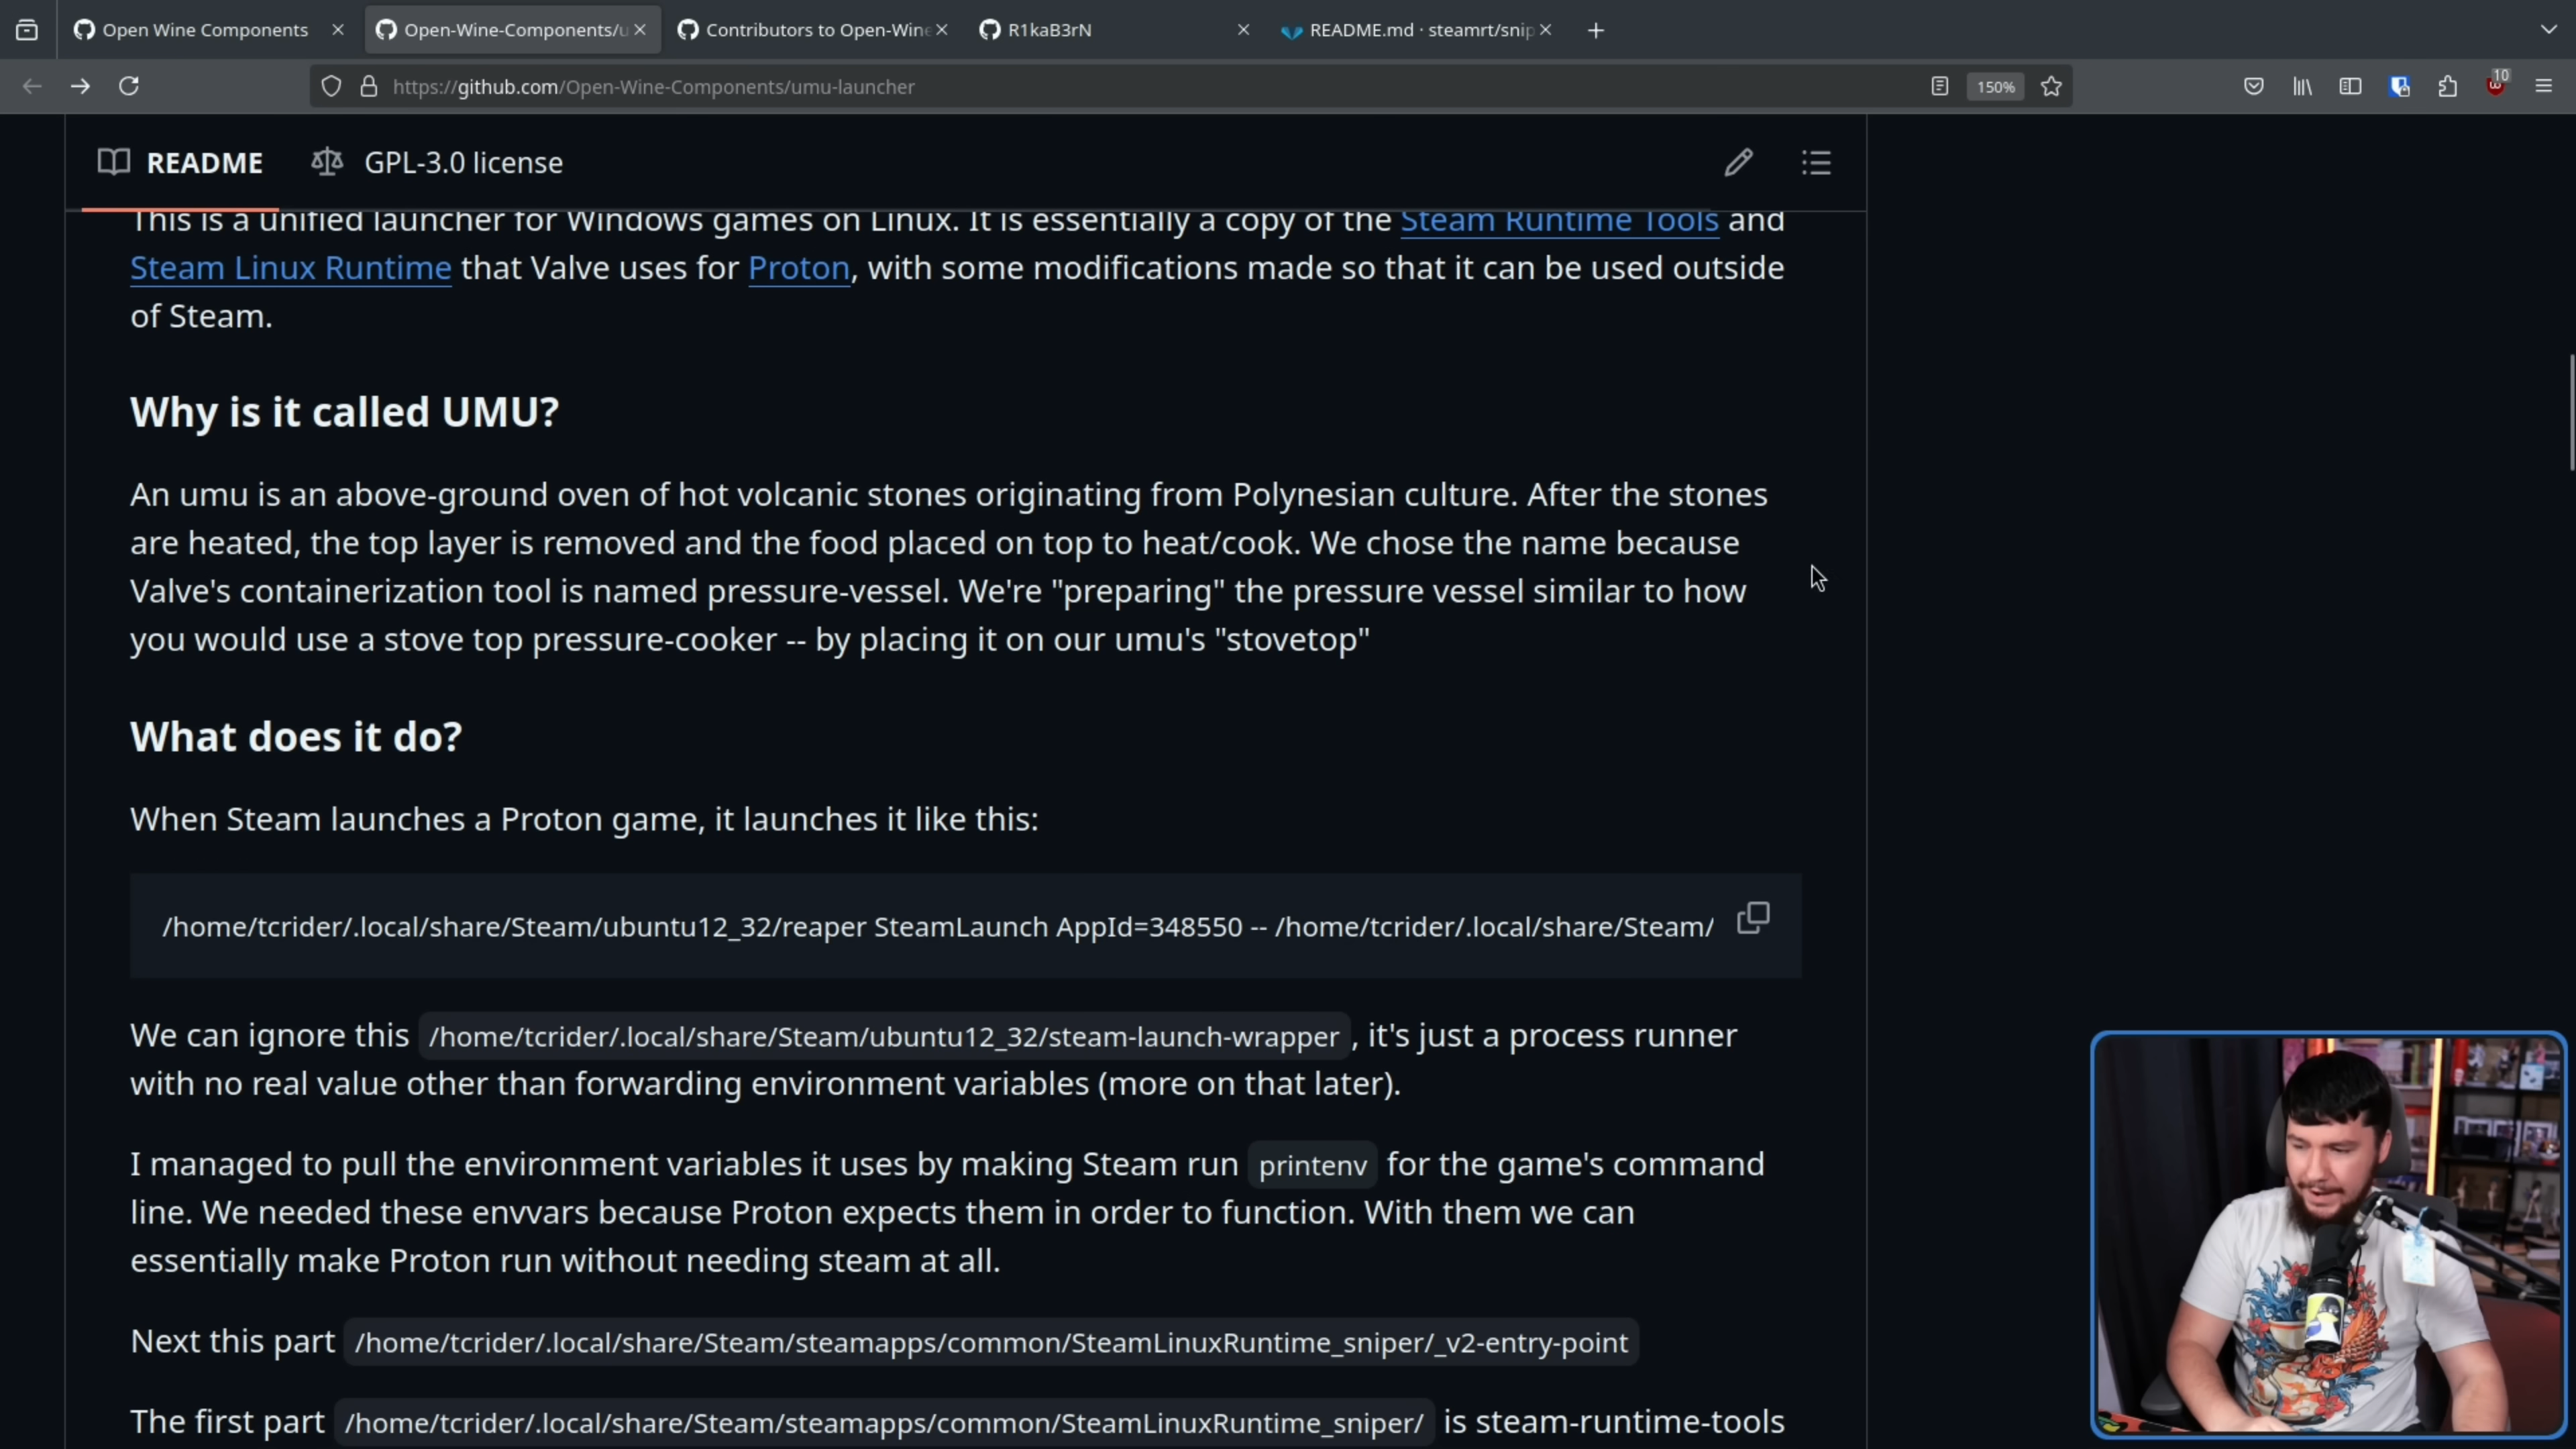 Open Wine Components
Open-Wine-Components/u
Contributors to Open-Wine
R1kaB3rN
README.md · steamrt/snip
https://github.com/Open-Wine-Components/umu-launcher
150%
10
README
GPL-3.0 license
This is a unified launcher for Windows games on Linux. It is essentially a copy of the Steam Runtime Tools and
Steam Linux Runtime that Valve uses for Proton, with some modifications made so that it can be used outside
of Steam.
Why is it called UMU?
An umu is an above-ground oven of hot volcanic stones originating from Polynesian culture. After the stones
are heated, the top layer is removed and the food placed on top to heat/cook. We chose the name because
Valve's containerization tool is named pressure-vessel. We're "preparing" the pressure vessel similar to how
you would use a stove top pressure-cooker -- by placing it on our umu's "stovetop"
What does it do?
When Steam launches a Proton game, it launches it like this:
/home/tcrider/.local/share/Steam/ubuntu12_32/reaper SteamLaunch AppId=348550 -- /home/tcrider/.local/share/Steam/
We can ignore this /home/tcrider/.local/share/Steam/ubuntu12_32/steam-launch-wrapper , it's just a process runner
with no real value other than forwarding environment variables (more on that later).
I managed to pull the environment variables it uses by making Steam run printenv for the game's command
line. We needed these envvars because Proton expects them in order to function. With them we can
essentially make Proton run without needing steam at all.
Next this part /home/tcrider/.local/share/Steam/steamapps/common/SteamLinuxRuntime_sniper/_v2-entry-point
The first part /home/tcrider/.local/share/Steam/steamapps/common/SteamLinuxRuntime_sniper/ is steam-runtime-tools